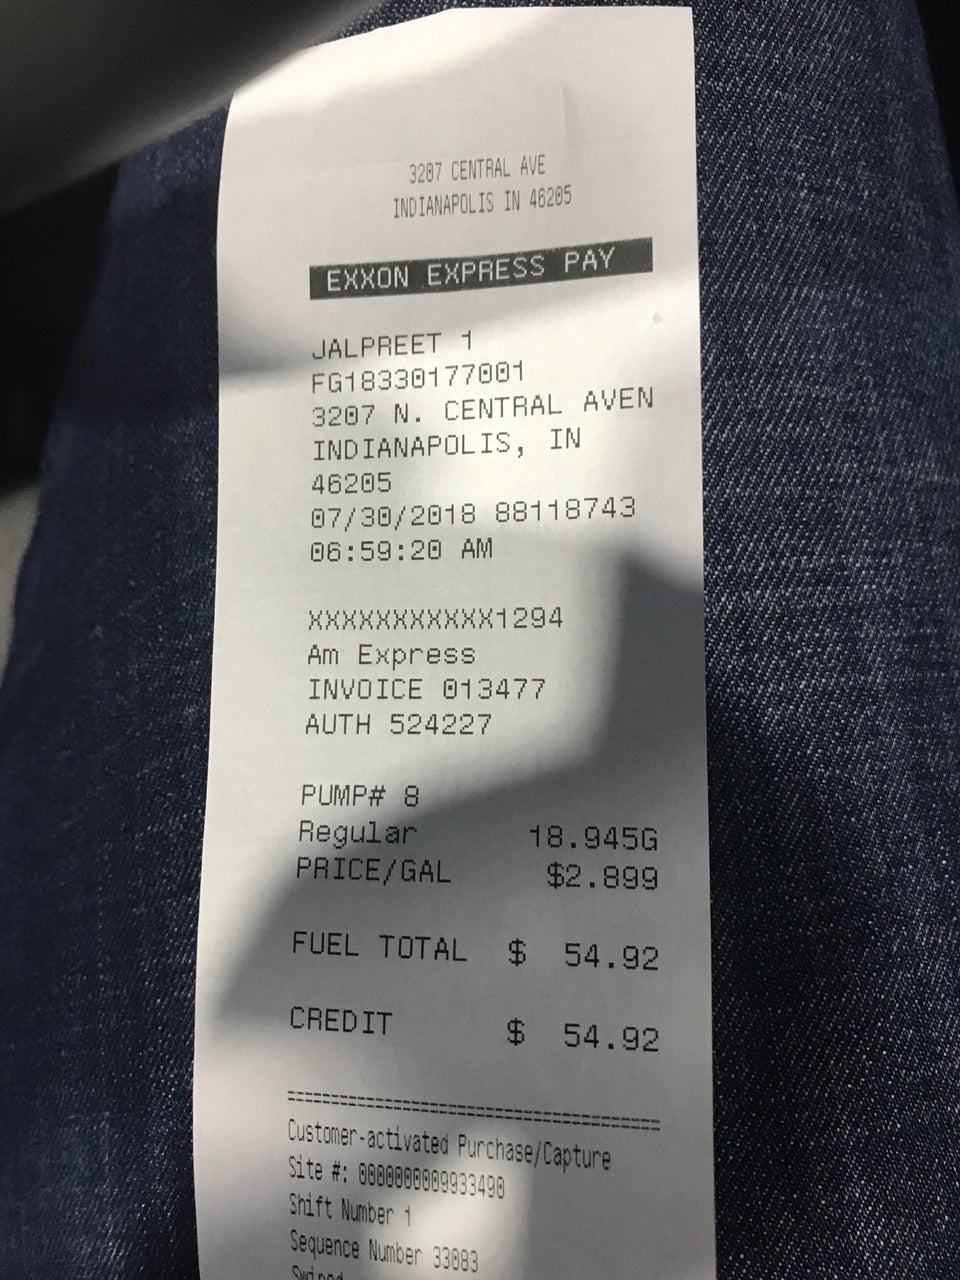 3207 CENTRAL AVE
INDIANAPOLIS IN 46205
EXXON EXPRESS PAY
JALPREET 1
FG18330177001
3207 N. CENTRAL AVEN
INDIANAPOLIS, IN
46205
07/30/2018 88118743
06:59:20 AM
XXXXXXXXXXX1294
Am Express
INVOICE 013477
AUTH 524227
PUMP# 8
Regular 18.945G
PRICE/GAL $2.899
FUEL TOTAL $ 54.92
CREDIT $ 54.92
=========================================
Customer-activated Purchase/Capture
Site #: 0000000009933490
Shift Number 1
Sequence Number 33083
Swiped